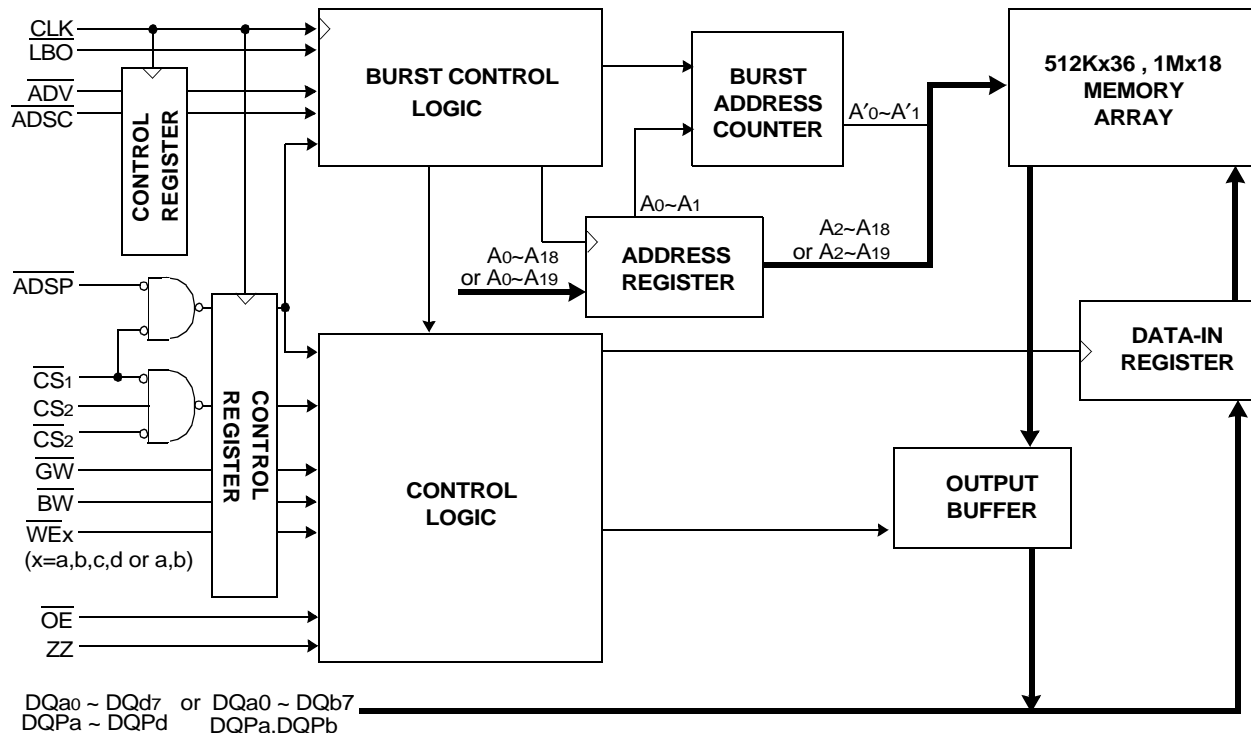 CLK
LBO
ADV
ADSC
CONTROL
REGISTER
BURST CONTROL
LOGIC
BURST
ADDRESS
COUNTER
A′0~A′1
512Kx36 , 1Mx18
MEMORY
ARRAY
A0~A1
A0~A18
or A0~A19
ADDRESS
REGISTER
A2~A18
or A2~A19
ADSP
CS1
CS2
CS2
GW
BW
WEx
(x=a,b,c,d or a,b)
CONTROL
REGISTER
CONTROL
LOGIC
DATA-IN
REGISTER
OUTPUT
BUFFER
OE
ZZ
DQa0 ~ DQd7 or DQa0 ~ DQb7
DQPa ~ DQPd DQPa,DQPb